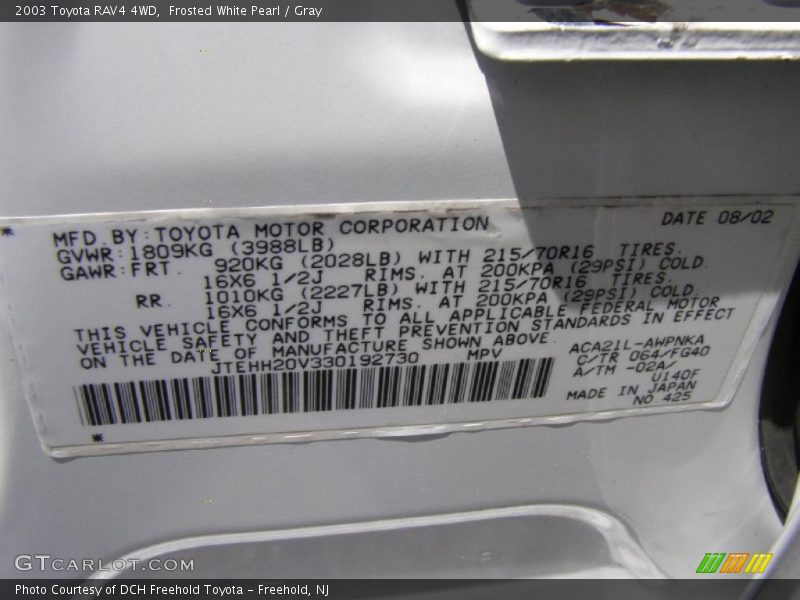 2003 Toyota RAV4 4WD, Frosted White Pearl / Gray
DATE 08/02
MFD.BY:TOYOTA MOTOR CORPORATION
GVWR:1809KG (3988LB)
GAWR:FRT. 920KG (2028LB) WITH 215/70R16 TIRES.
16X6 1/2J RIMS. AT 200KPA (29PSI) COLD
RR. 1010KG (2227LB) WITH 215/70R16 TIRES.
16X6 1/2J RIMS. AT 200KPA (29PSI) COLD.
THIS VEHICLE CONFORMS TO ALL APPLICABLE FEDERAL MOTOR
VEHICLE SAFETY AND THEFT PREVENTION STANDARDS IN EFFECT
ON THE DATE OF MANUFACTURE SHOWN ABOVE.
JTEHH20V330192730 MPV
ACA21L-AWPNKA
C/TR 064/FG40
A/TM -02A/
U140F
MADE IN JAPAN
NO 425
GTCARLOT.COM
Photo Courtesy of DCH Freehold Toyota - Freehold, NJ